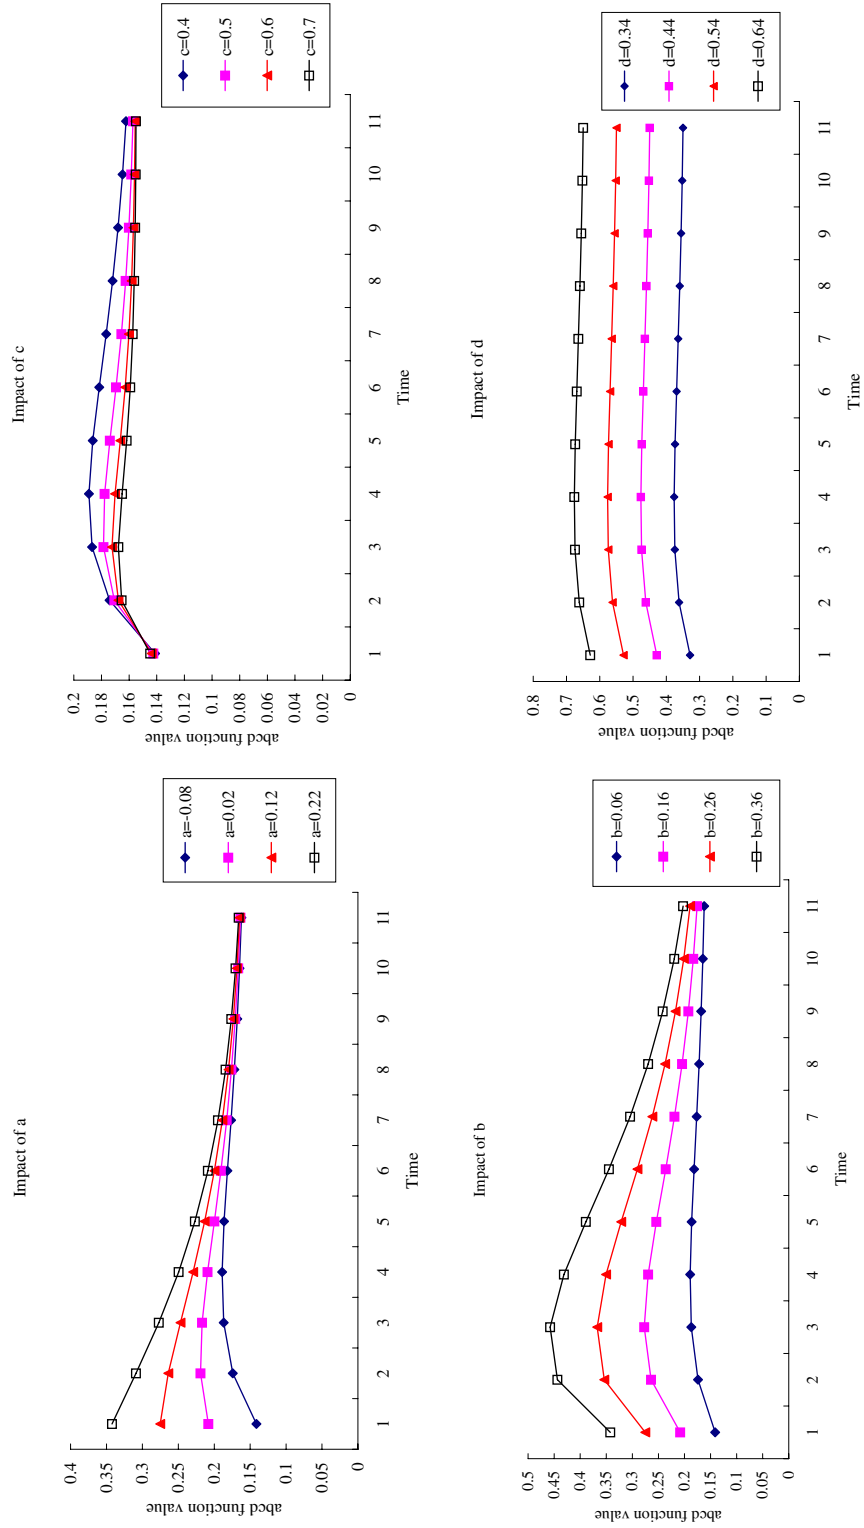 Impact of a
abcd function value
0.4
0.35
0.3
0.25
0.2
0.15
0.1
0.05
0
1 2 3 4 5 6 7 8 9 10 11
Time
a=-0.08
a=0.02
a=0.12
a=0.22
Impact of c
abcd function value
0.2
0.18
0.16
0.14
0.12
0.1
0.08
0.06
0.04
0.02
0
1 2 3 4 5 6 7 8 9 10 11
Time
c=0.4
c=0.5
c=0.6
c=0.7
Impact of b
abcd function value
0.5
0.45
0.4
0.35
0.3
0.25
0.2
0.15
0.1
0.05
0
1 2 3 4 5 6 7 8 9 10 11
Time
b=0.06
b=0.16
b=0.26
b=0.36
Impact of d
abcd function value
0.8
0.7
0.6
0.5
0.4
0.3
0.2
0.1
0
1 2 3 4 5 6 7 8 9 10 11
Time
d=0.34
d=0.44
d=0.54
d=0.64